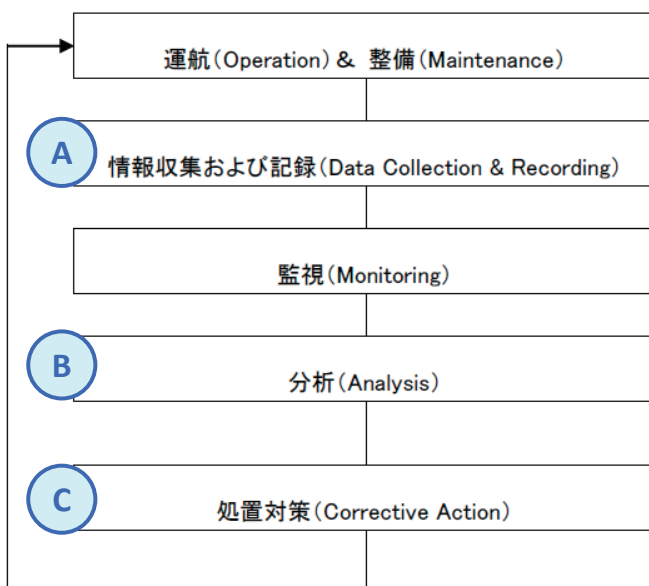 運航(Operation)& 整備(Maintenance)
A
情報収集および記録(Data Collection & Recording)
監視(Monitoring)
B
分析(Analysis)
C
処置対策(Corrective Action)